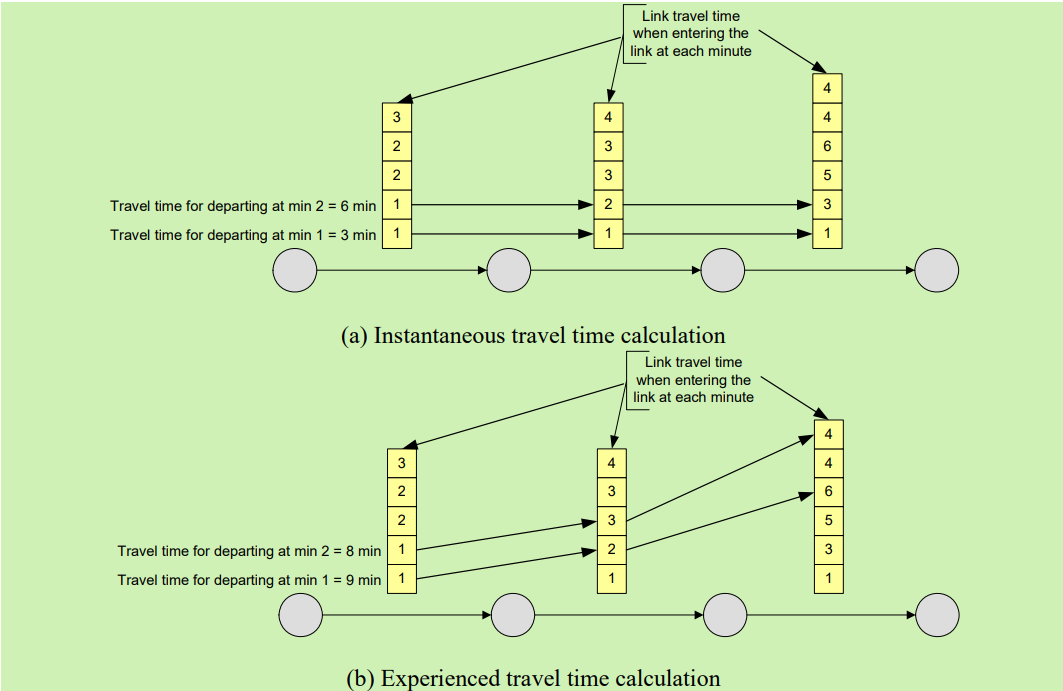 Link travel time
when entering the
link at each minute
4
3 4 4
2 3 6
2 3 5
Travel time for departing at min 2 = 6 min 1 2 3
Travel time for departing at min 1 = 3 min 1 1 1
(a) Instantaneous travel time calculation
Link travel time
when entering the
link at each minute
4
3 4 4
2 3 6
2 3 5
Travel time for departing at min 2 = 8 min 1 2 3
Travel time for departing at min 1 = 9 min 1 1 1
(b) Experienced travel time calculation